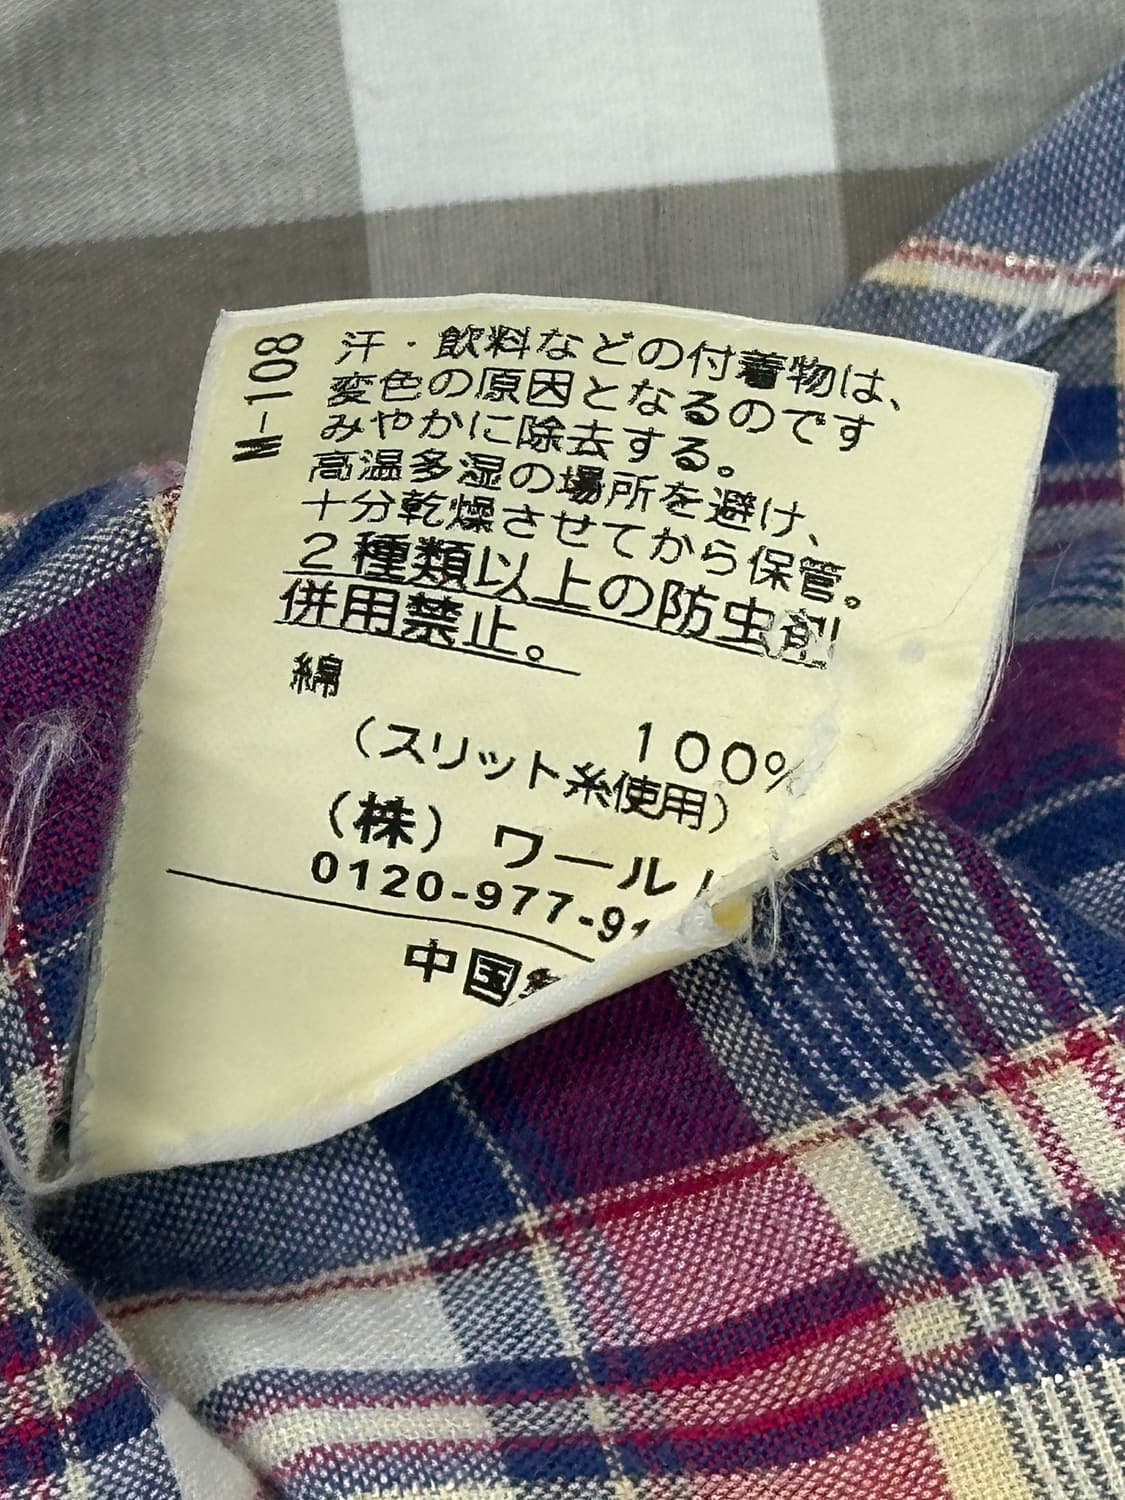 M-108
汗・飲料などの付着物は、
変色の原因となるのです
みやかに除去する。
高温多湿の場所を避け、
十分乾燥させてから保管。
2種類以上の防虫剤
併用禁止。
綿
100%
(スリット糸使用)
(株)ワール
0120-977-91
中国